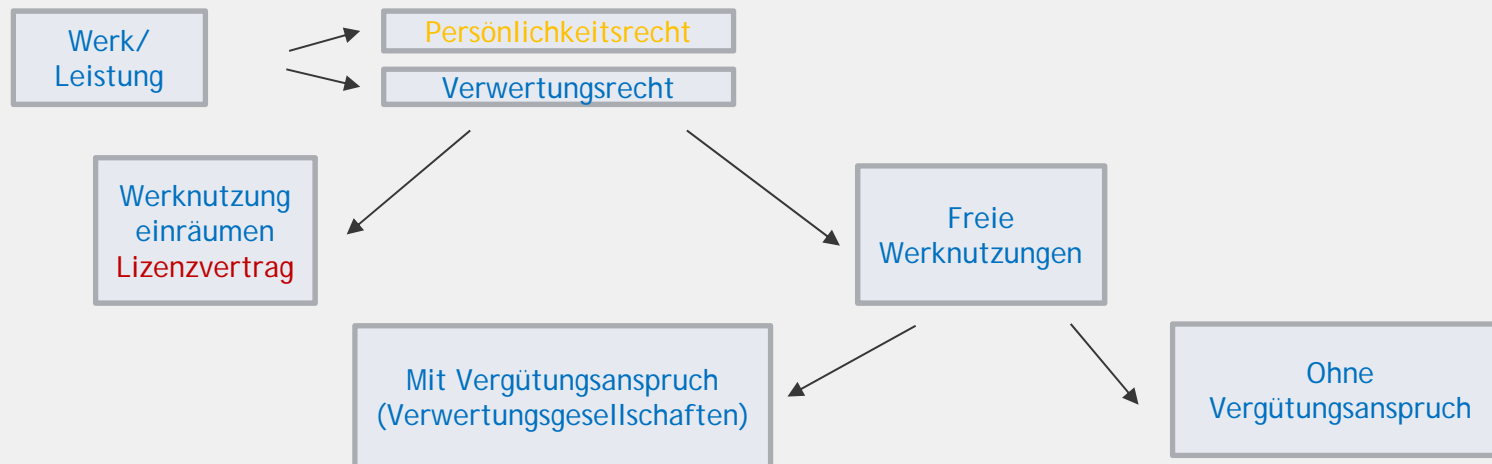 Werk/
Leistung
Persönlichkeitsrecht
Verwertungsrecht
Werknutzung
einräumen
Lizenzvertrag
Freie
Werknutzungen
Mit Vergütungsanspruch
(Verwertungsgesellschaften)
Ohne
Vergütungsanspruch